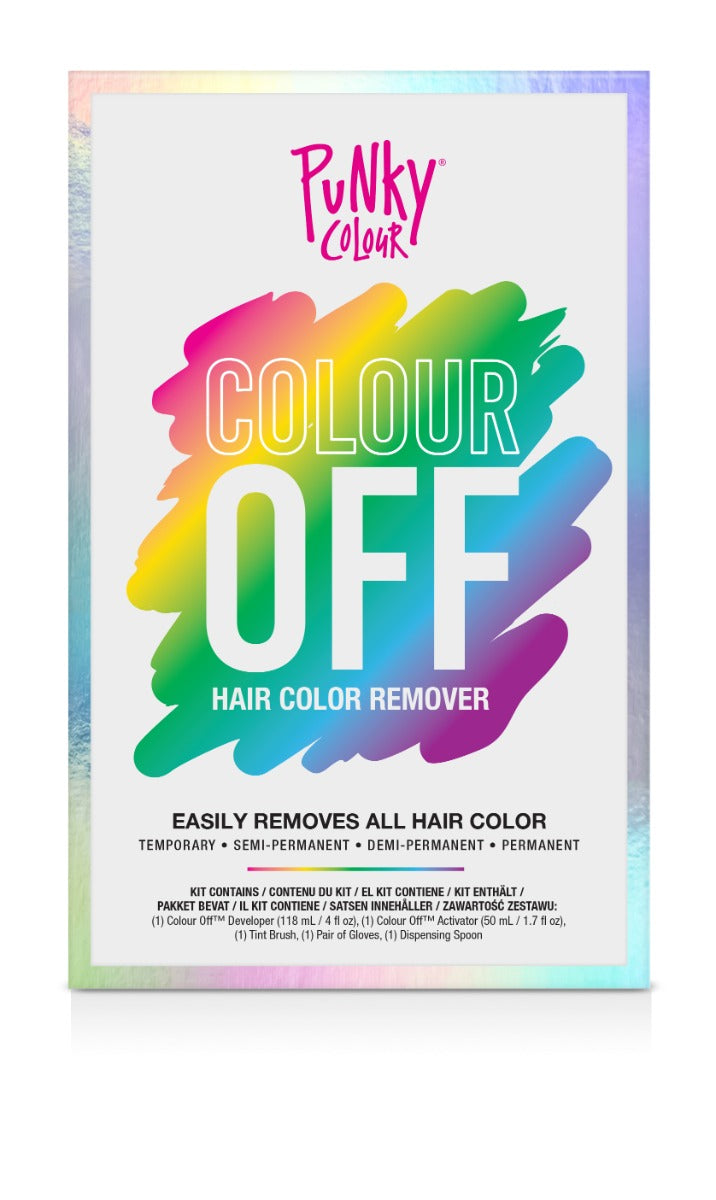 PUNKY®
COLOUR
COLOUR
OFF
HAIR COLOR REMOVER
EASILY REMOVES ALL HAIR COLOR
TEMPORARY • SEMI-PERMANENT • DEMI-PERMANENT • PERMANENT
KIT CONTAINS / CONTENU DU KIT / EL KIT CONTIENE / KIT ENTHÄLT /
PAKKET BEVAT / IL KIT CONTIENE / SATSEN INNEHÅLLER / ZAWARTOŚĆ ZESTAWU:
(1) Colour Off™ Developer (118 mL / 4 fl oz), (1) Colour Off™ Activator (50 mL / 1.7 fl oz),
(1) Tint Brush, (1) Pair of Gloves, (1) Dispensing Spoon